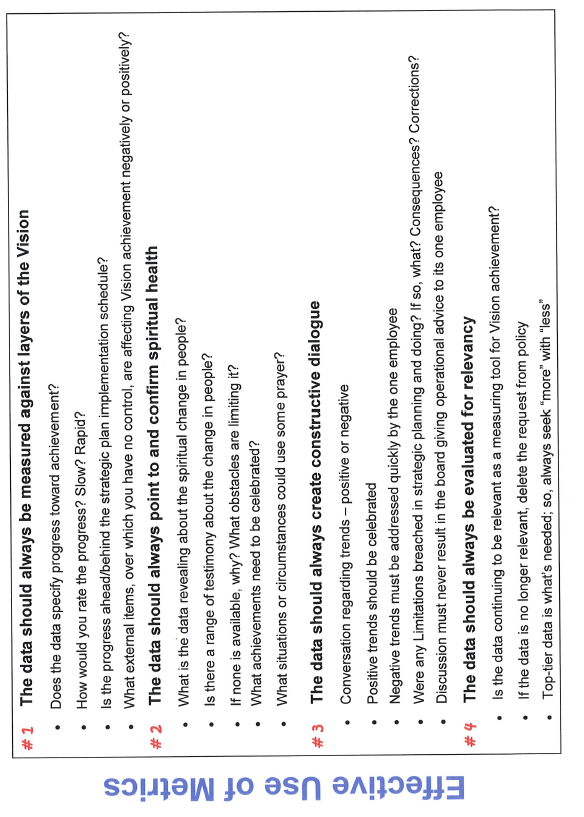 Effective Use of Metrics
#1 The data should always be measured against layers of the Vision
• Does the data specify progress toward achievement?
• How would you rate the progress? Slow? Rapid?
• Is the progress ahead/behind the strategic plan implementation schedule?
• What external items, over which you have no control, are affecting Vision achievement negatively or positively?
#2 The data should always point to and confirm spiritual health
• What is the data revealing about the spiritual change in people?
• Is there a range of testimony about the change in people?
• If none is available, why? What obstacles are limiting it?
• What achievements need to be celebrated?
• What situations or circumstances could use some prayer?
#3 The data should always create constructive dialogue
• Conversation regarding trends – positive or negative
• Positive trends should be celebrated
• Negative trends must be addressed quickly by the one employee
• Were any Limitations breached in strategic planning and doing? If so, what? Consequences? Corrections?
• Discussion must never result in the board giving operational advice to its one employee
#4 The data should always be evaluated for relevancy
• Is the data continuing to be relevant as a measuring tool for Vision achievement?
• If the data is no longer relevant, delete the request from policy
• Top-tier data is what's needed; so, always seek "more" with "less"